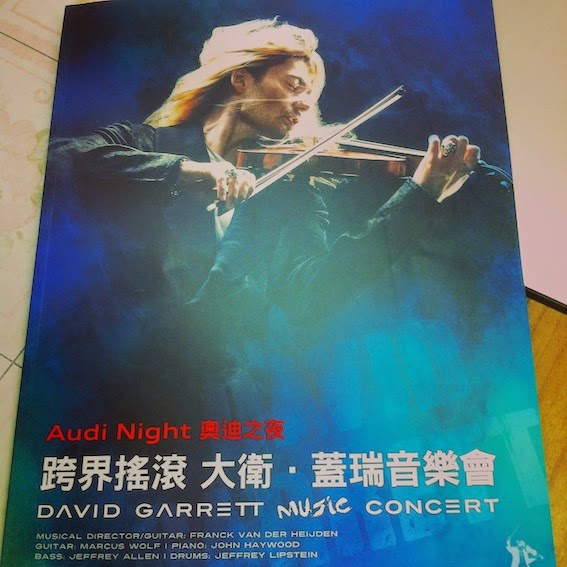 Audi Night 奧迪之夜
跨界搖滾 大衛·蓋瑞音樂會
DAVID GARRETT MUSIC CONCERT
MUSICAL DIRECTOR/GUITAR: FRANCK VAN DER HEIJDEN
GUITAR: MARCUS WOLF | PIANO: JOHN HAYWOOD
BASS: JEFFREY ALLEN | DRUMS: JEFFREY LIPSTEIN